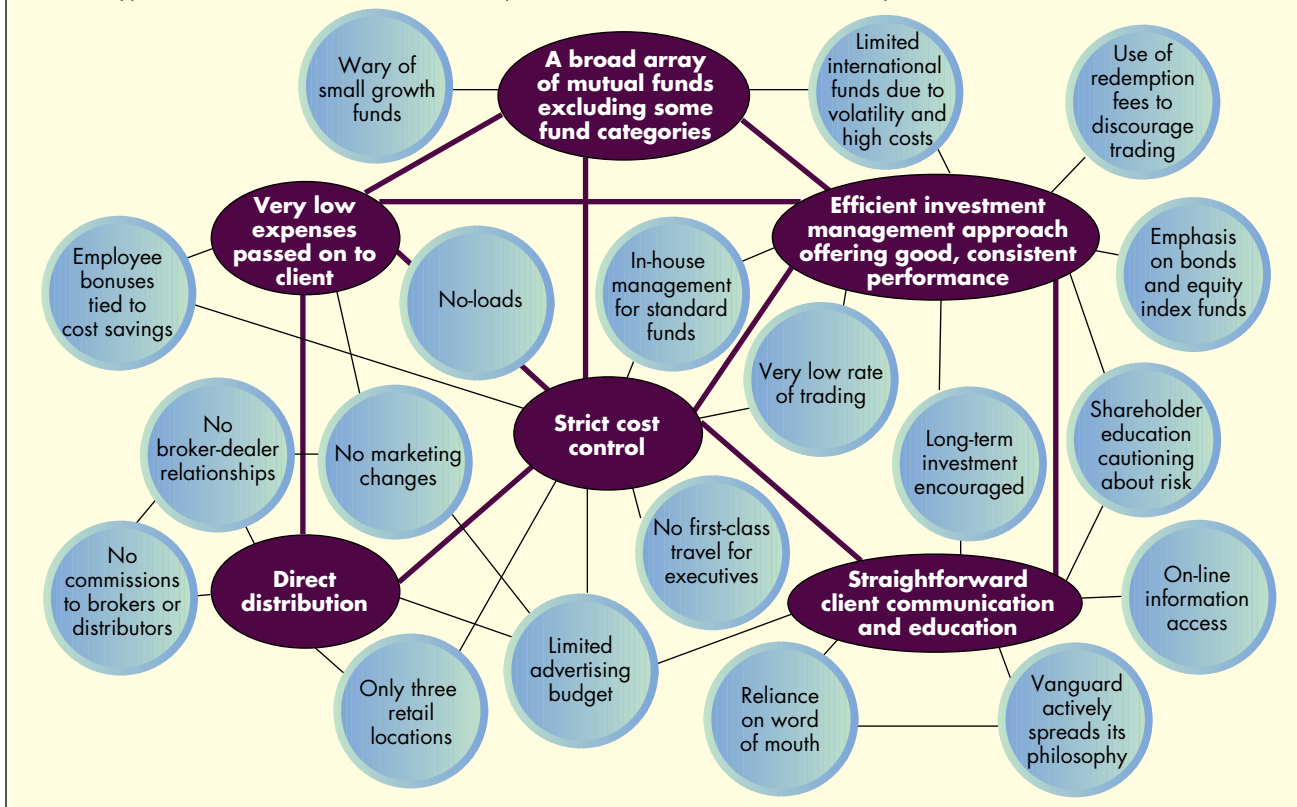 Wary of
small growth
funds
A broad array
of mutual funds
excluding some
fund categories
Limited
international
funds due to
volatility and
high costs
Use of
redemption
fees to
discourage
trading
Very low
expenses
passed on to
client
Efficient investment
management approach
offering good, consistent
performance
Employee
bonuses
tied to
cost savings
No-loads
In-house
management
for standard
funds
Emphasis
on bonds
and equity
index funds
Very low rate
of trading
No
broker-dealer
relationships
No marketing
changes
Strict cost
control
Long-term
investment
encouraged
Shareholder
education
cautioning
about risk
No
commissions
to brokers or
distributors
Direct
distribution
No first-class
travel for
executives
Straightforward
client communication
and education
On-line
information
access
Only three
retail
locations
Limited
advertising
budget
Reliance
on word
of mouth
Vanguard
actively
spreads its
philosophy